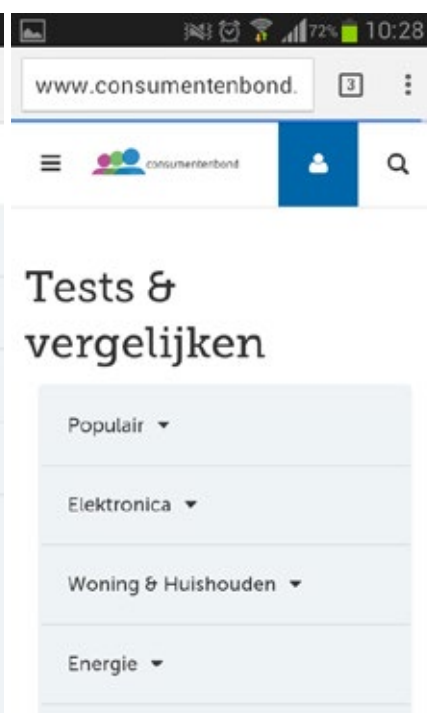 72% 10:28
www.consumentenbond.
3
consumentenbond
Tests &
vergelijken
Populair
Elektronica
Woning & Huishouden
Energie